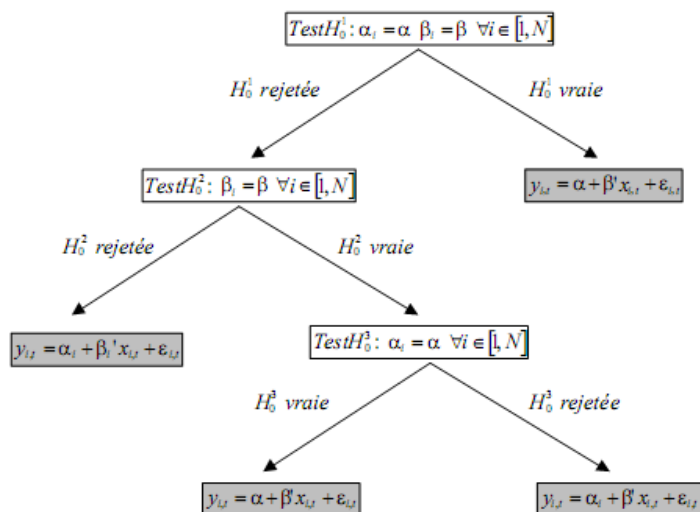 TestH₀¹: αᵢ = α βᵢ = β ∀i ∈ [1, N]
H₀¹ rejetée
H₀¹ vraie
TestH₀²: βᵢ = β ∀i ∈ [1, N]
yᵢ,ₜ = α + β' xᵢ,ₜ + εᵢ,ₜ
H₀² rejetée
H₀² vraie
yᵢ,ₜ = αᵢ + βᵢ' xᵢ,ₜ + εᵢ,ₜ
TestH₀³: αᵢ = α ∀i ∈ [1, N]
H₀³ vraie
H₀³ rejetée
yᵢ,ₜ = α + β' xᵢ,ₜ + εᵢ,ₜ
yᵢ,ₜ = αᵢ + β' xᵢ,ₜ + εᵢ,ₜ